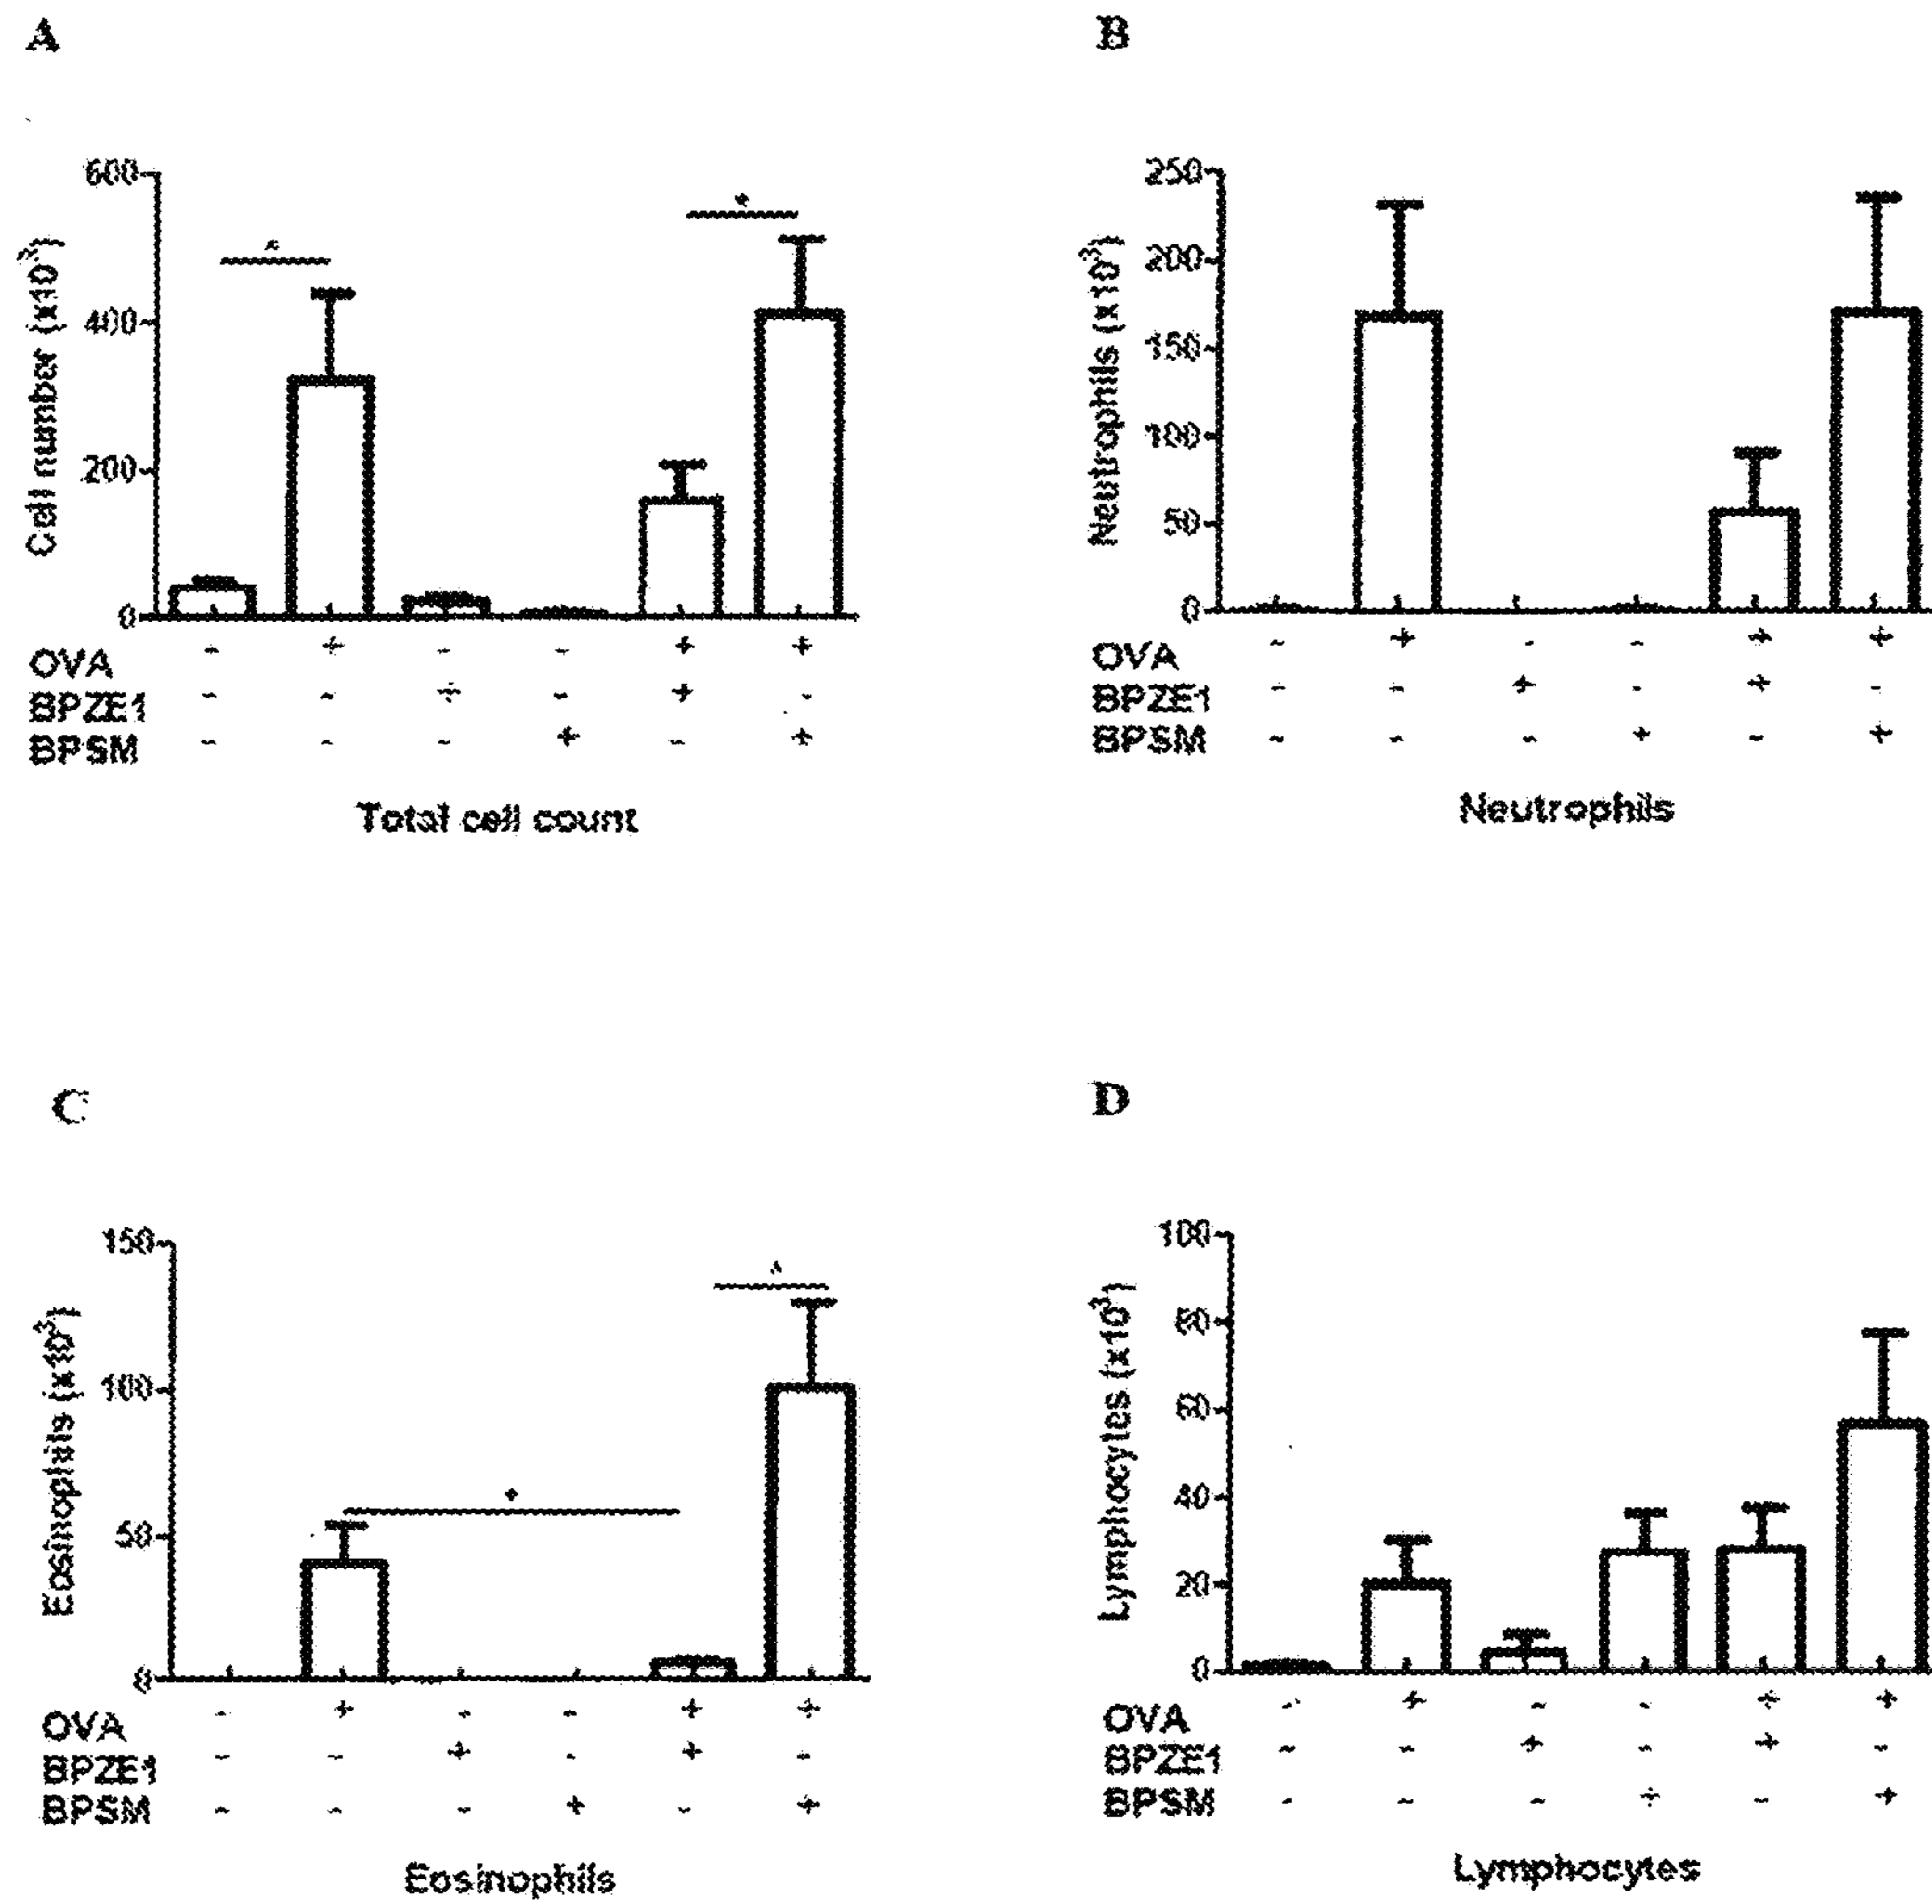 A
Cell number (x10³)
600
400
200
0
*
*
OVA - + - - + +
BPZE1 - - + - + -
BPSM - - - + - +
Total cell count
B
Neutrophils (x10³)
250
200
150
100
50
0
OVA - + - - + +
BPZE1 - - + - + -
BPSM - - - + - +
Neutrophils
C
Eosinophils (x10³)
150
100
50
0
*
*
OVA - + - - + +
BPZE1 - - + - + -
BPSM - - - + - +
Eosinophils
D
Lymphocytes (x10³)
100
80
60
40
20
0
OVA - + - - + +
BPZE1 - - + - + -
BPSM - - - + - +
Lymphocytes